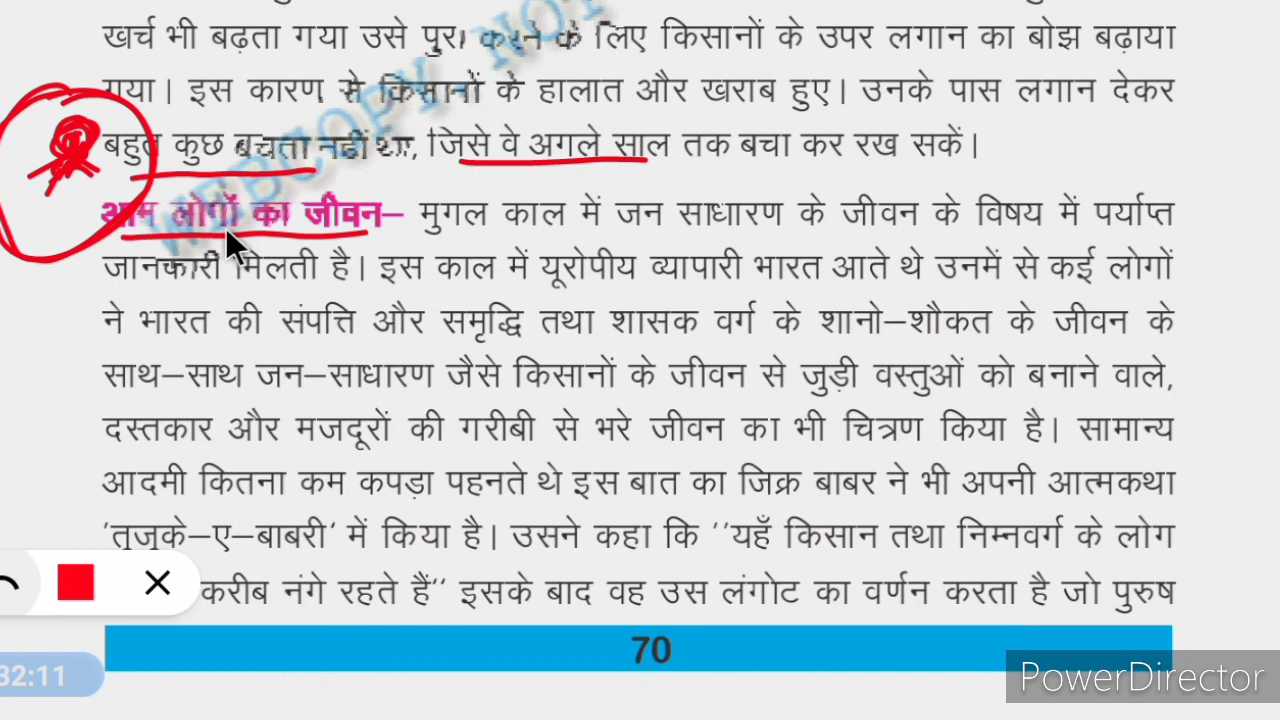 खर्च भी बढ़ता गया उसे पुरा करने के लिए किसानों के उपर लगान का बोझ बढ़ाया
गया। इस कारण से किसानों के हालात और खराब हुए। उनके पास लगान देकर
बहुत कुछ बचता नहीं था, जिसे वे अगले साल तक बचा कर रख सकें।
आम लोगों का जीवन– मुगल काल में जन साधारण के जीवन के विषय में पर्याप्त
जानकारी मिलती है। इस काल में यूरोपीय व्यापारी भारत आते थे उनमें से कई लोगों
ने भारत की संपत्ति और समृद्धि तथा शासक वर्ग के शानो–शौकत के जीवन के
साथ–साथ जन–साधारण जैसे किसानों के जीवन से जुड़ी वस्तुओं को बनाने वाले,
दस्तकार और मजदूरों की गरीबी से भरे जीवन का भी चित्रण किया है। सामान्य
आदमी कितना कम कपड़ा पहनते थे इस बात का जिक्र बाबर ने भी अपनी आत्मकथा
'तुजुके–ए–बाबरी' में किया है। उसने कहा कि ''यहाँ किसान तथा निम्नवर्ग के लोग
करीब नंगे रहते हैं'' इसके बाद वह उस लंगोट का वर्णन करता है जो पुरुष
70
32:11
PowerDirector
WEBCOPY, NOT